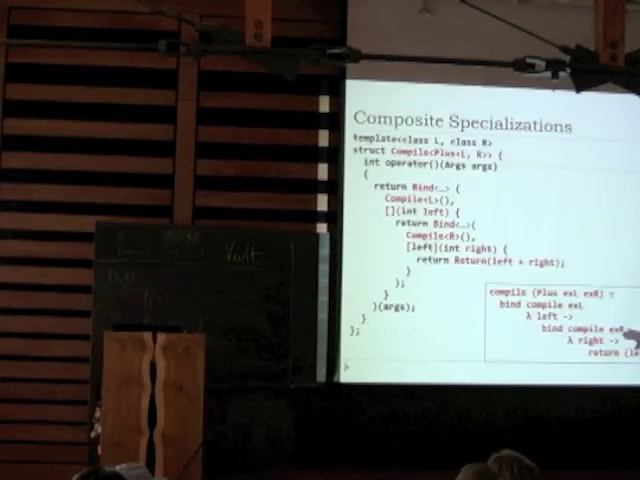 Composite Specializations
template<class L, class R>
struct Compile<Plus<L, R>> {
int operator()(Args args)
{
return Bind<…> (
Compile<L>(),
[](int left) {
return Bind<…>(
Compile<R>(),
[left](int right) {
return Return(left + right);
}
);
}
)(args);
}
};
compile (Plus exL exR) =
bind compile exL
λ left ->
bind compile exR
λ right ->
return (le
Vault